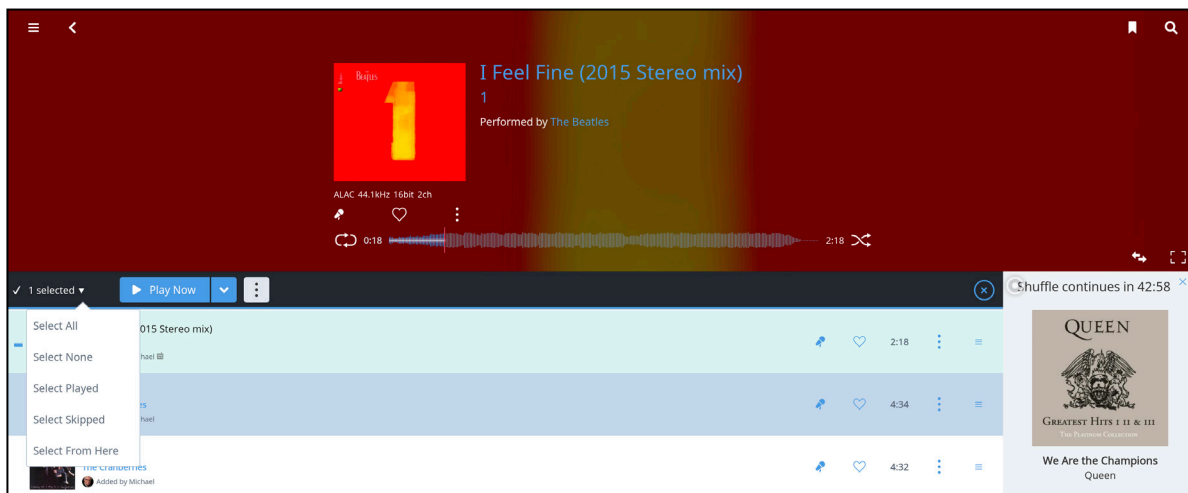 BEATLES
1
I Feel Fine (2015 Stereo mix)
1
Performed by The Beatles
ALAC 44.1kHz 16bit 2ch
0:18
2:18
1 selected
Play Now
Shuffle continues in 42:58
Select All
Select None
Select Played
Select Skipped
Select From Here
015 Stereo mix)
hael
2:18
es
hael
4:34
The Cranberries
Added by Michael
4:32
QUEEN
GREATEST HITS I II & III
THE PLATINUM COLLECTION
We Are the Champions
Queen